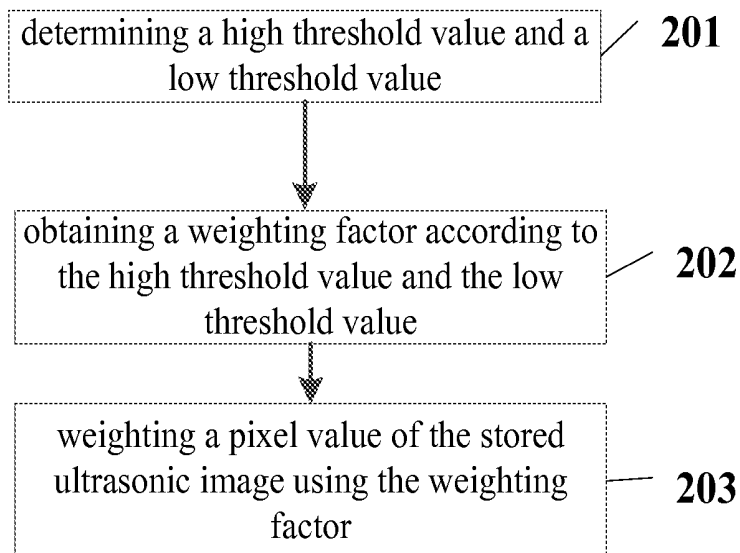 determining a high threshold value and a
low threshold value
201
obtaining a weighting factor according to
the high threshold value and the low
threshold value
202
weighting a pixel value of the stored
ultrasonic image using the weighting
factor
203